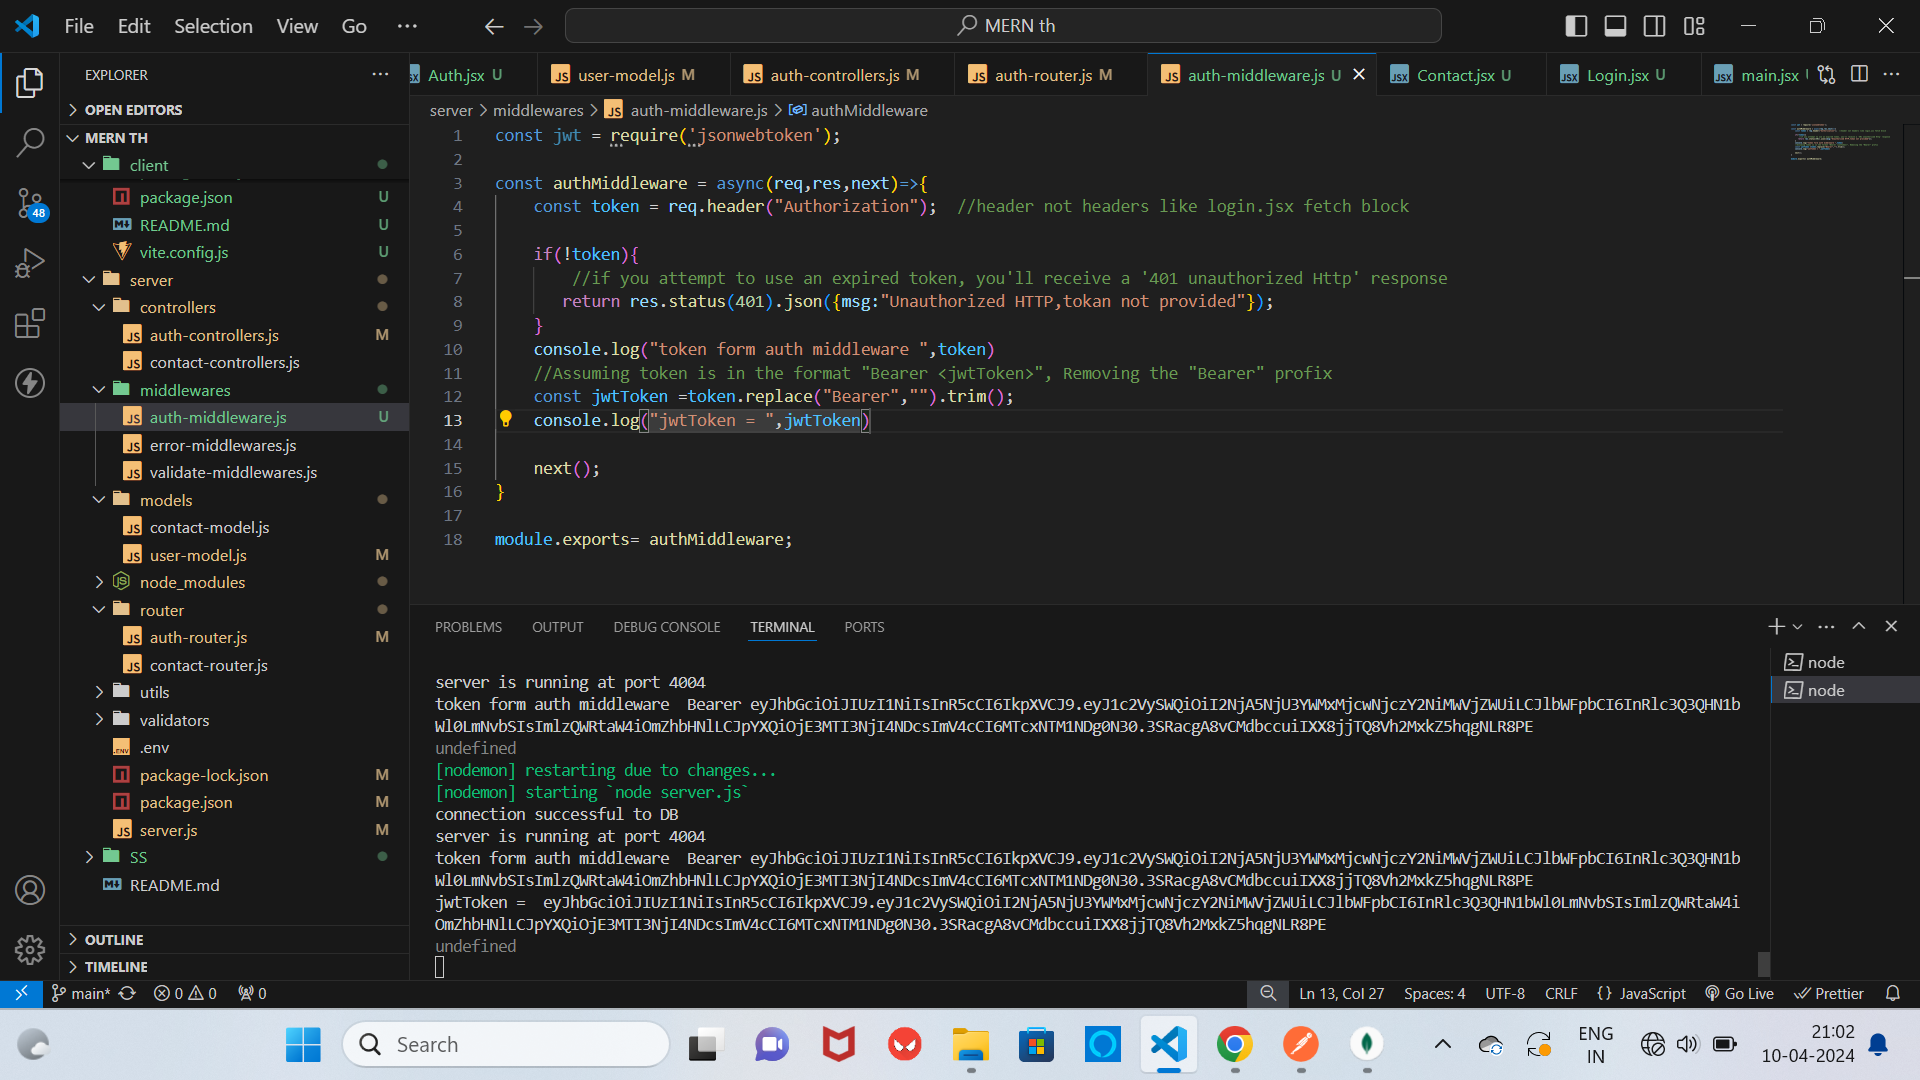 File Edit Selection View Go ··· MERN th
EXPLORER ···
OPEN EDITORS
MERN TH
client
package.json U
README.md U
vite.config.js U
server
controllers
auth-controllers.js M
contact-controllers.js
middlewares
auth-middleware.js U
error-middlewares.js
validate-middlewares.js
models
contact-model.js
user-model.js M
node_modules
router
auth-router.js M
contact-router.js
utils
validators
.env
package-lock.json M
package.json M
server.js M
SS
README.md
OUTLINE
TIMELINE
48
Auth.jsx U user-model.js M auth-controllers.js M auth-router.js M auth-middleware.js U Contact.jsx U Login.jsx U main.jsx
server > middlewares > JS auth-middleware.js > authMiddleware
1 const jwt = require('jsonwebtoken');
2
3 const authMiddleware = async(req,res,next)=>{
4 const token = req.header("Authorization"); //header not headers like login.jsx fetch block
5
6 if(!token){
7 //if you attempt to use an expired token, you'll receive a '401 unauthorized Http' response
8 return res.status(401).json({msg:"Unauthorized HTTP,tokan not provided"});
9 }
10 console.log("token form auth middleware ",token)
11 //Assuming token is in the format "Bearer <jwtToken>", Removing the "Bearer" profix
12 const jwtToken =token.replace("Bearer","").trim();
13 console.log("jwtToken = ",jwtToken)
14
15 next();
16 }
17
18 module.exports= authMiddleware;
PROBLEMS OUTPUT DEBUG CONSOLE TERMINAL PORTS
node
node
server is running at port 4004
token form auth middleware  Bearer eyJhbGciOiJIUzI1NiIsInR5cCI6IkpXVCJ9.eyJ1c2VySWQiOiI2NjA5NjU3YWMxMjcwNjczY2NiMWVjZWUiLCJlbWFpbCI6InRlc3Q3QHN1b
Wl0LmNvbSIsImlzQWRtaW4iOmZhbHNlLCJpYXQiOjE3MTI3NjI4NDcsImV4cCI6MTcxNTM1NDg0N30.3SRacgA8vCMdbccuiIXX8jjTQ8Vh2MxkZ5hqgNLR8PE
undefined
[nodemon] restarting due to changes...
[nodemon] starting `node server.js`
connection successful to DB
server is running at port 4004
token form auth middleware  Bearer eyJhbGciOiJIUzI1NiIsInR5cCI6IkpXVCJ9.eyJ1c2VySWQiOiI2NjA5NjU3YWMxMjcwNjczY2NiMWVjZWUiLCJlbWFpbCI6InRlc3Q3QHN1b
Wl0LmNvbSIsImlzQWRtaW4iOmZhbHNlLCJpYXQiOjE3MTI3NjI4NDcsImV4cCI6MTcxNTM1NDg0N30.3SRacgA8vCMdbccuiIXX8jjTQ8Vh2MxkZ5hqgNLR8PE
jwtToken =  eyJhbGciOiJIUzI1NiIsInR5cCI6IkpXVCJ9.eyJ1c2VySWQiOiI2NjA5NjU3YWMxMjcwNjczY2NiMWVjZWUiLCJlbWFpbCI6InRlc3Q3QHN1bWl0LmNvbSIsImlzQWRtaW4i
OmZhbHNlLCJpYXQiOjE3MTI3NjI4NDcsImV4cCI6MTcxNTM1NDg0N30.3SRacgA8vCMdbccuiIXX8jjTQ8Vh2MxkZ5hqgNLR8PE
undefined
main* 0 0 0 Ln 13, Col 27 Spaces: 4 UTF-8 CRLF {} JavaScript Go Live Prettier
Search
ENG
IN
21:02
10-04-2024